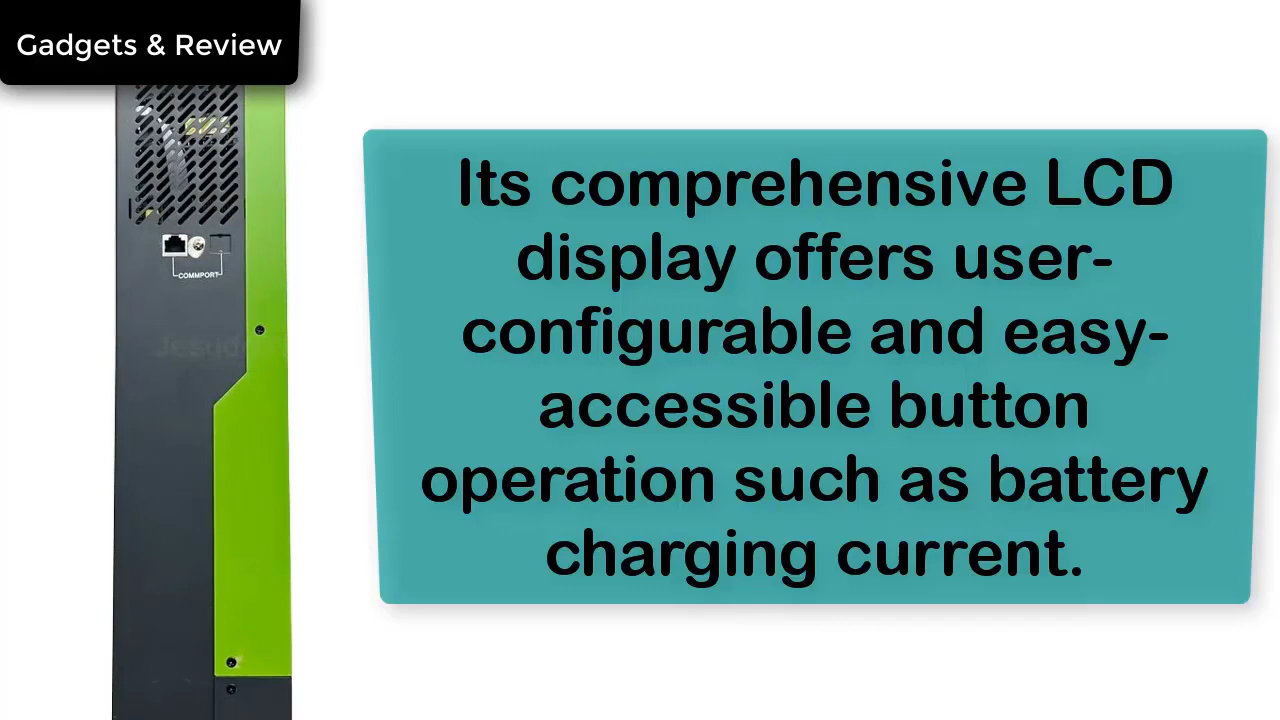 Gadgets & Review
Its comprehensive LCD
display offers user-
configurable and easy-
accessible button
operation such as battery
charging current.
COMMPORT